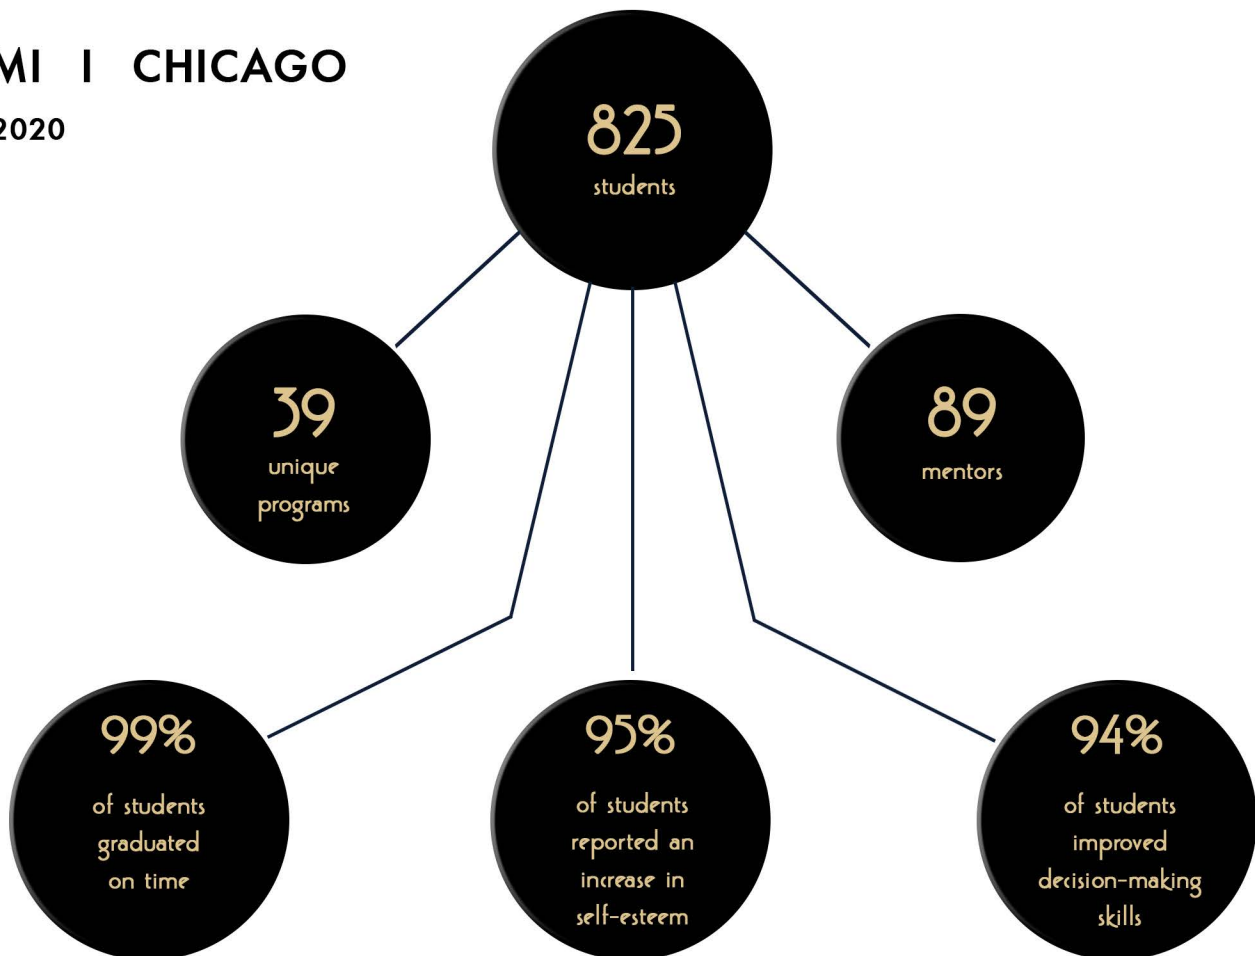 MI | CHICAGO
2020
825
students
39
unique
programs
89
mentors
99%
of students
graduated
on time
95%
of students
reported an
increase in
self-esteem
94%
of students
improved
decision-making
skills